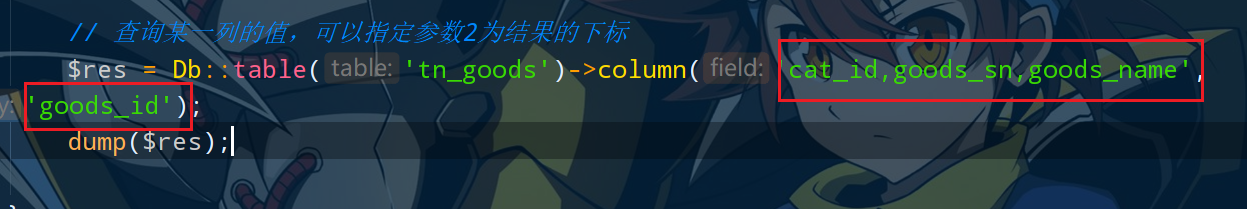 // 查询某一列的值，可以指定参数2为结果的下标
$res = Db::table( table: 'tn_goods')->column( field: 'cat_id,goods_sn,goods_name',
y: 'goods_id');
dump($res);
}